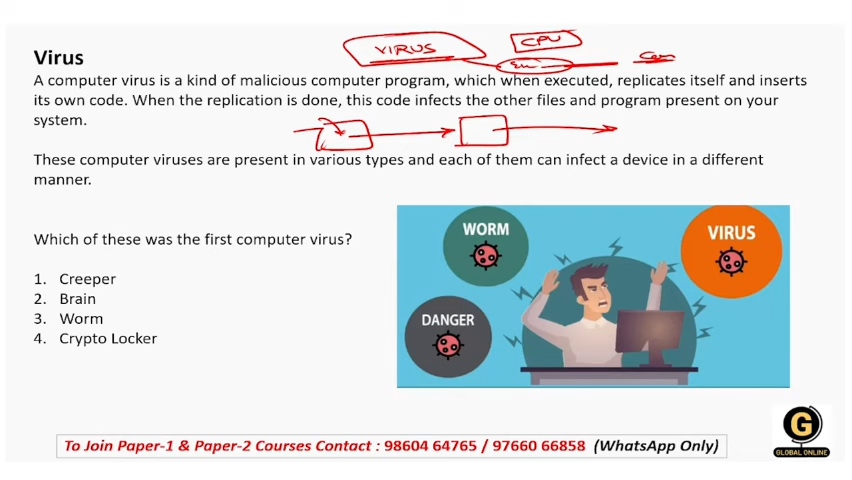 VIRUS
CPU
Virus
A computer virus is a kind of malicious computer program, which when executed, replicates itself and inserts
its own code. When the replication is done, this code infects the other files and program present on your
system.
These computer viruses are present in various types and each of them can infect a device in a different
manner.
Which of these was the first computer virus?
1. Creeper
2. Brain
3. Worm
4. Crypto Locker
WORM
VIRUS
DANGER
G
GLOBAL ONLINE
To Join Paper-1 & Paper-2 Courses Contact : 98604 64765 / 97660 66858 (WhatsApp Only)